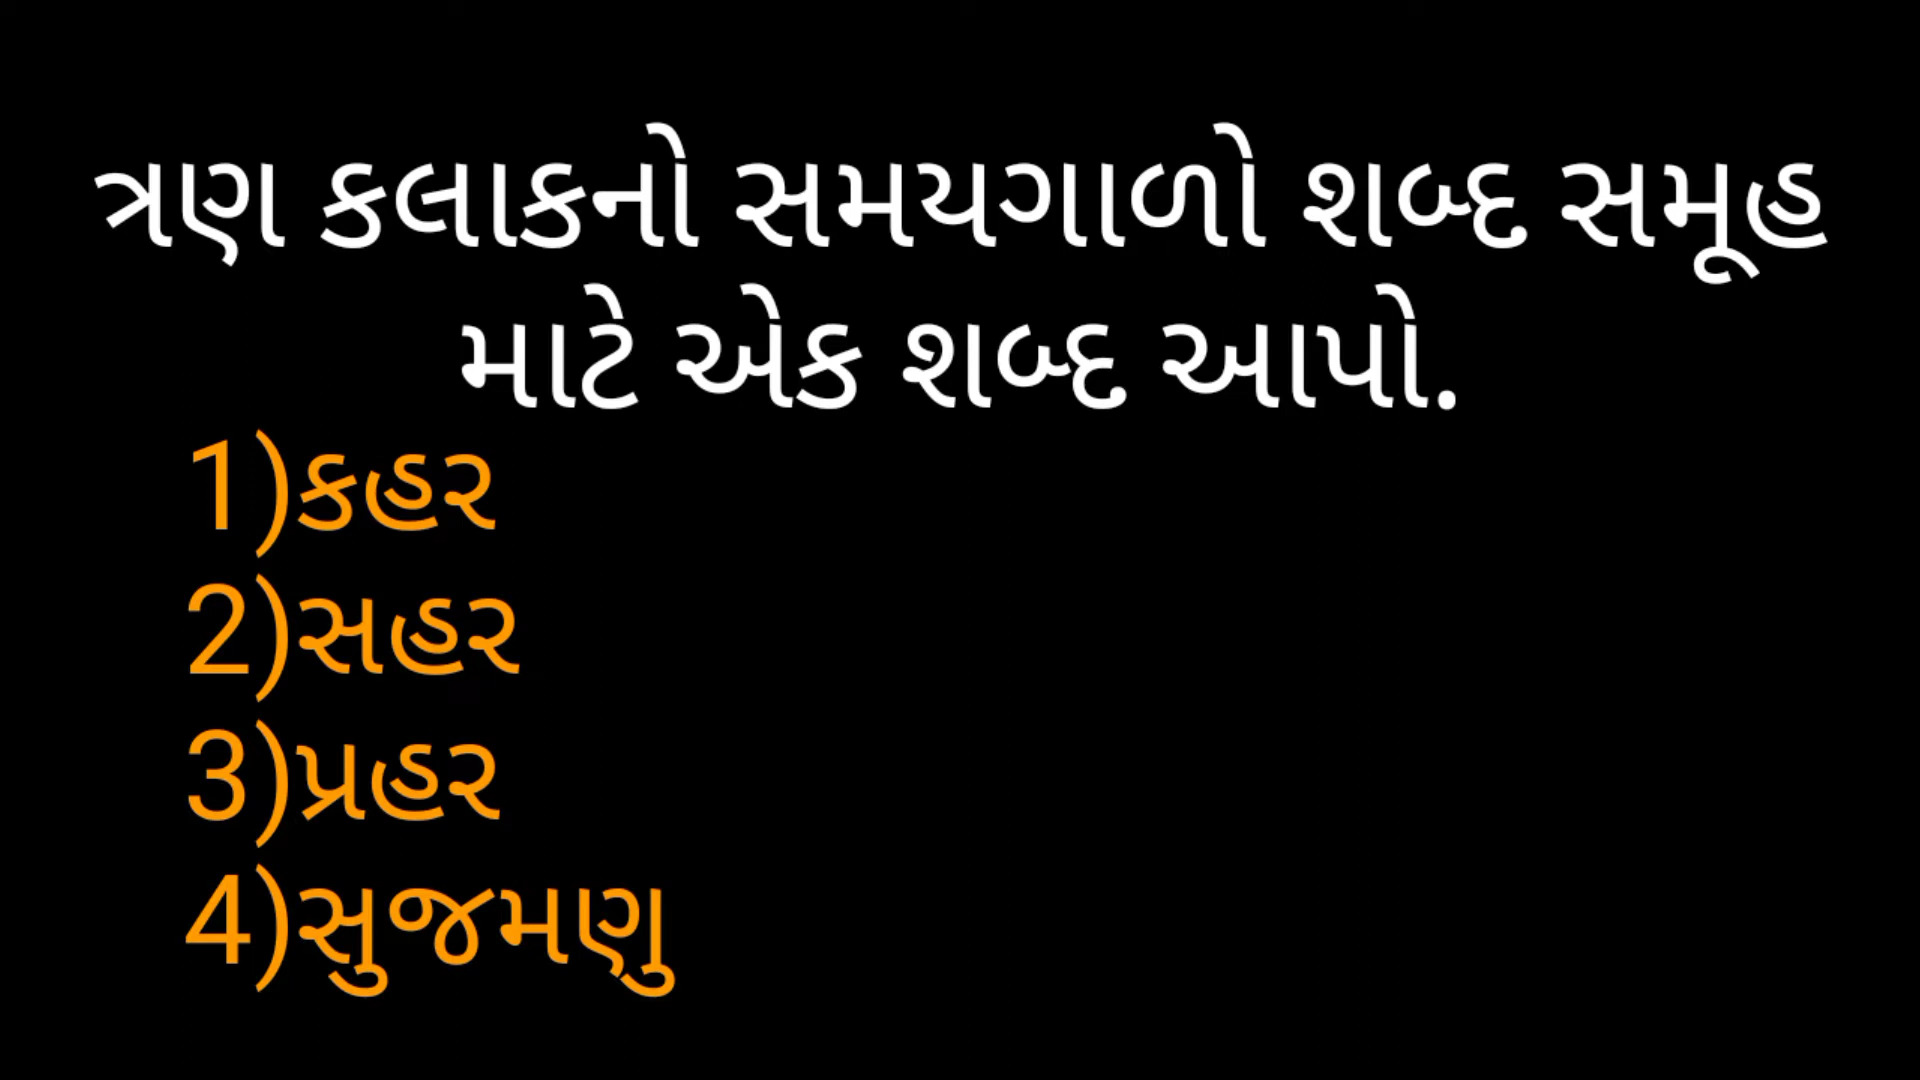 ત્રણ કલાકનો સમયગાળો શબ્દ સમૂહ
માટે એક શબ્દ આપો.
1)કહર
2)સહર
3)પ્રહર
4)સુજમણુ